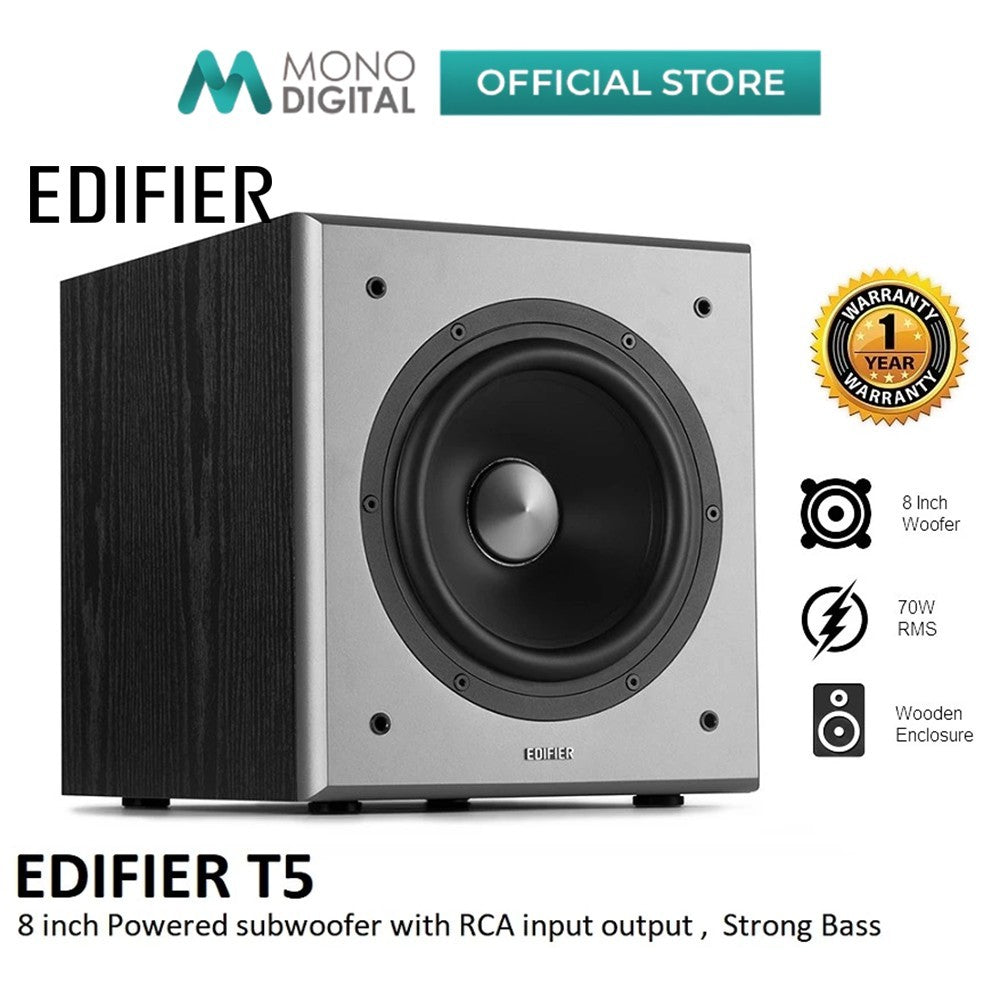 MONO
DIGITAL
OFFICIAL STORE
EDIFIER
WARRANTY
1
YEAR
WARRANTY
8 Inch
Woofer
70W
RMS
Wooden
Enclosure
EDIFIER
EDIFIER T5
8 inch Powered subwoofer with RCA input output , Strong Bass